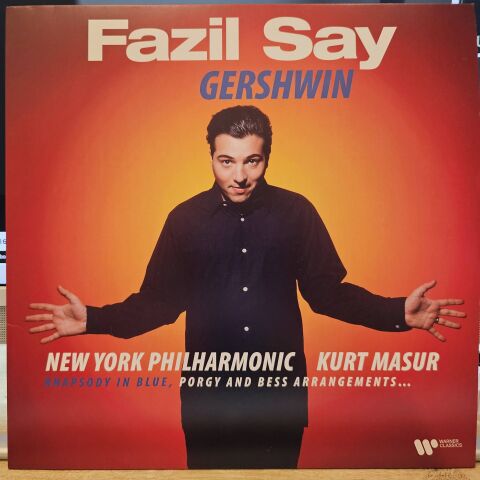 Fazil Say
GERSHWIN
NEW YORK PHILHARMONIC KURT MASUR
RHAPSODY IN BLUE, PORGY AND BESS ARRANGEMENTS...
WARNER
CLASSICS